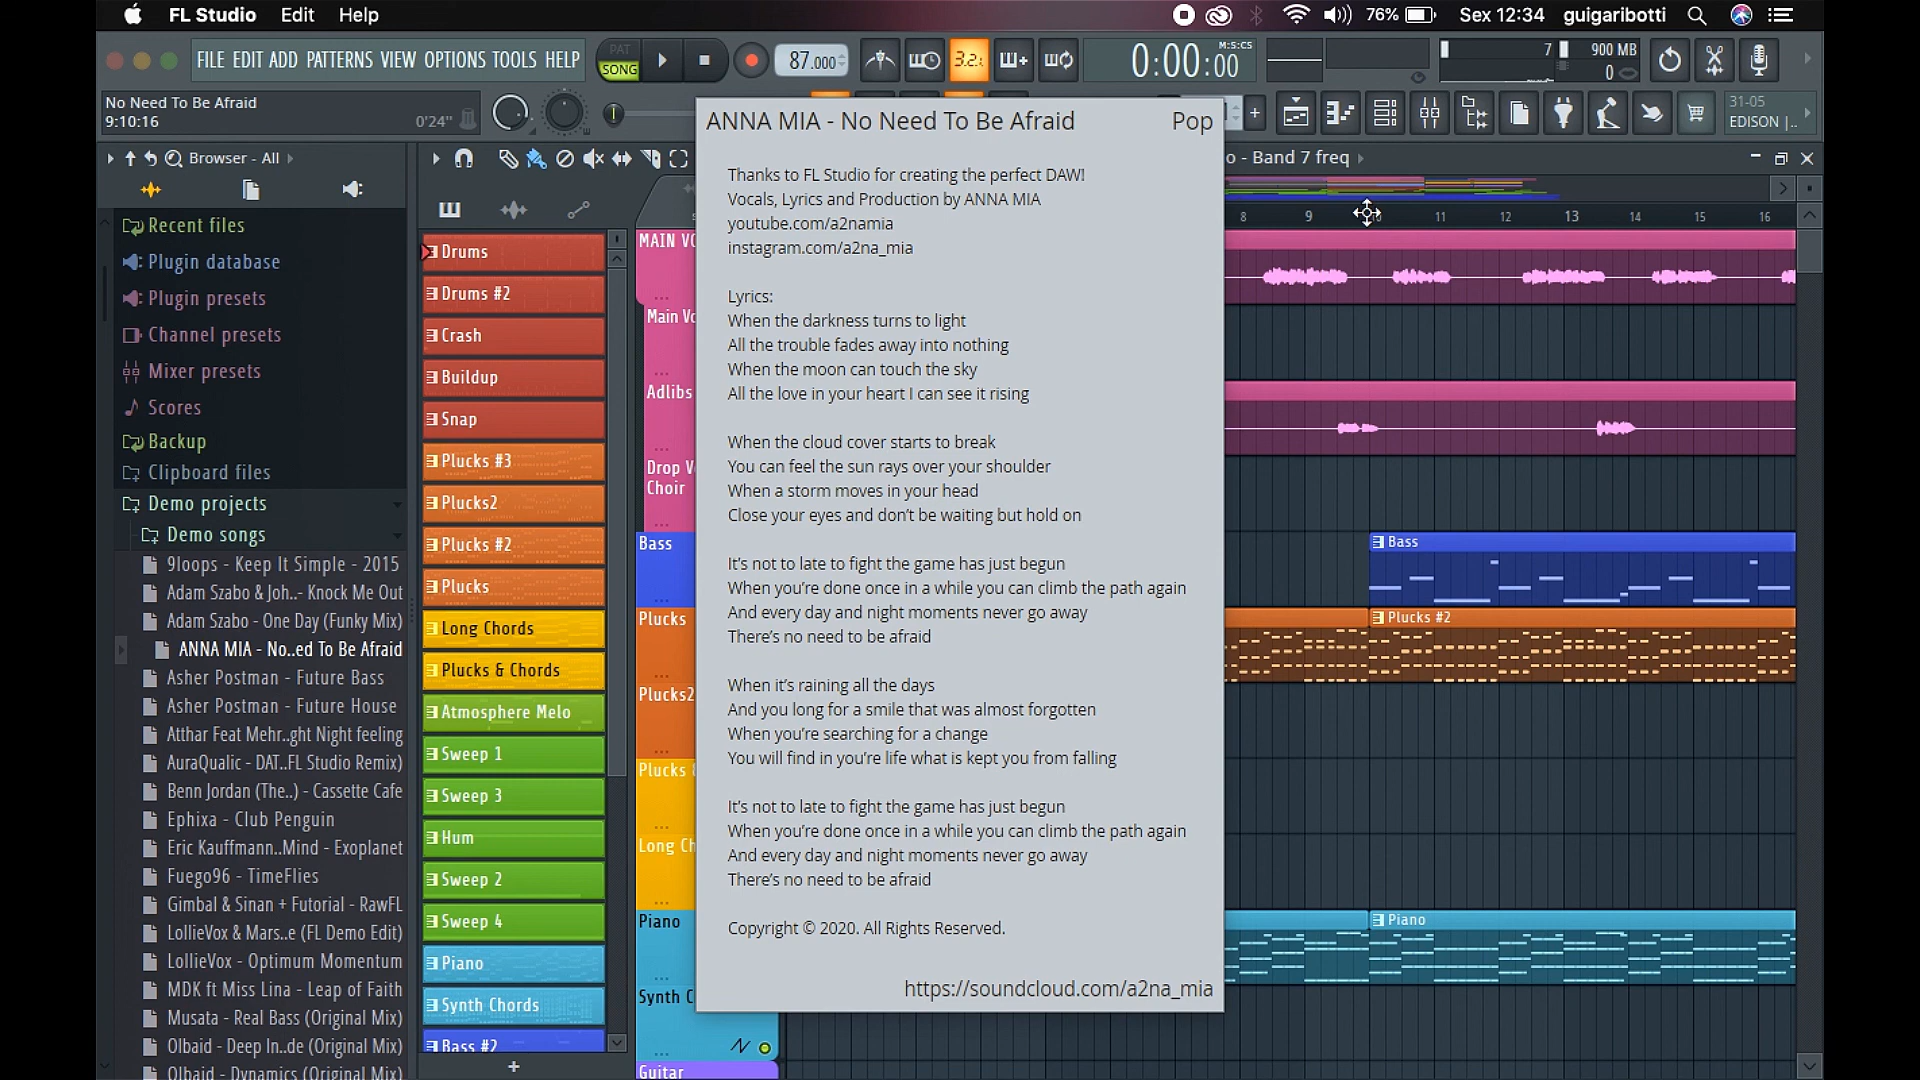 FL Studio Edit Help
76% Sex 12:34 guigaribotti
FILE EDIT ADD PATTERNS VIEW OPTIONS TOOLS HELP
PAT
SONG
87.000
3.2.1
0:00:00
M:S:CS
7
900 MB
0
No Need To Be Afraid
9:10:16
0'24"
31-05
EDISON |..
Browser - All
o - Band 7 freq
Recent files
Plugin database
Plugin presets
Channel presets
Mixer presets
Scores
Backup
Clipboard files
Demo projects
Demo songs
9loops - Keep It Simple - 2015
Adam Szabo & Joh..- Knock Me Out
Adam Szabo - One Day (Funky Mix)
ANNA MIA - No..ed To Be Afraid
Asher Postman - Future Bass
Asher Postman - Future House
Atthar Feat Mehr..ght Night feeling
AuraQualic - DAT..FL Studio Remix)
Benn Jordan (The..) - Cassette Cafe
Ephixa - Club Penguin
Eric Kauffmann..Mind - Exoplanet
Fuego96 - TimeFlies
Gimbal & Sinan + Futorial - RawFL
LollieVox & Mars..e (FL Demo Edit)
LollieVox - Optimum Momentum
MDK ft Miss Lina - Leap of Faith
Musata - Real Bass (Original Mix)
Olbaid - Deep In..de (Original Mix)
Olbaid - Dynamics (Original Mix)
Drums
Drums #2
Crash
Buildup
Snap
Plucks #3
Plucks2
Plucks #2
Plucks
Long Chords
Plucks & Chords
Atmosphere Melo
Sweep 1
Sweep 3
Hum
Sweep 2
Sweep 4
Piano
Synth Chords
Bass #2
MAIN VO
Main Vo
Adlibs
Drop V
Choir
Bass
Plucks
Plucks2
Plucks
Long Ch
Piano
Synth C
Guitar
ANNA MIA - No Need To Be Afraid Pop
Thanks to FL Studio for creating the perfect DAW!
Vocals, Lyrics and Production by ANNA MIA
youtube.com/a2namia
instagram.com/a2na_mia
Lyrics:
When the darkness turns to light
All the trouble fades away into nothing
When the moon can touch the sky
All the love in your heart I can see it rising
When the cloud cover starts to break
You can feel the sun rays over your shoulder
When a storm moves in your head
Close your eyes and don't be waiting but hold on
It's not to late to fight the game has just begun
When you're done once in a while you can climb the path again
And every day and night moments never go away
There's no need to be afraid
When it's raining all the days
And you long for a smile that was almost forgotten
When you're searching for a change
You will find in you're life what is kept you from falling
It's not to late to fight the game has just begun
When you're done once in a while you can climb the path again
And every day and night moments never go away
There's no need to be afraid
Copyright © 2020. All Rights Reserved.
https://soundcloud.com/a2na_mia
8 9 11 12 13 14 15 16
Bass
Plucks #2
Piano